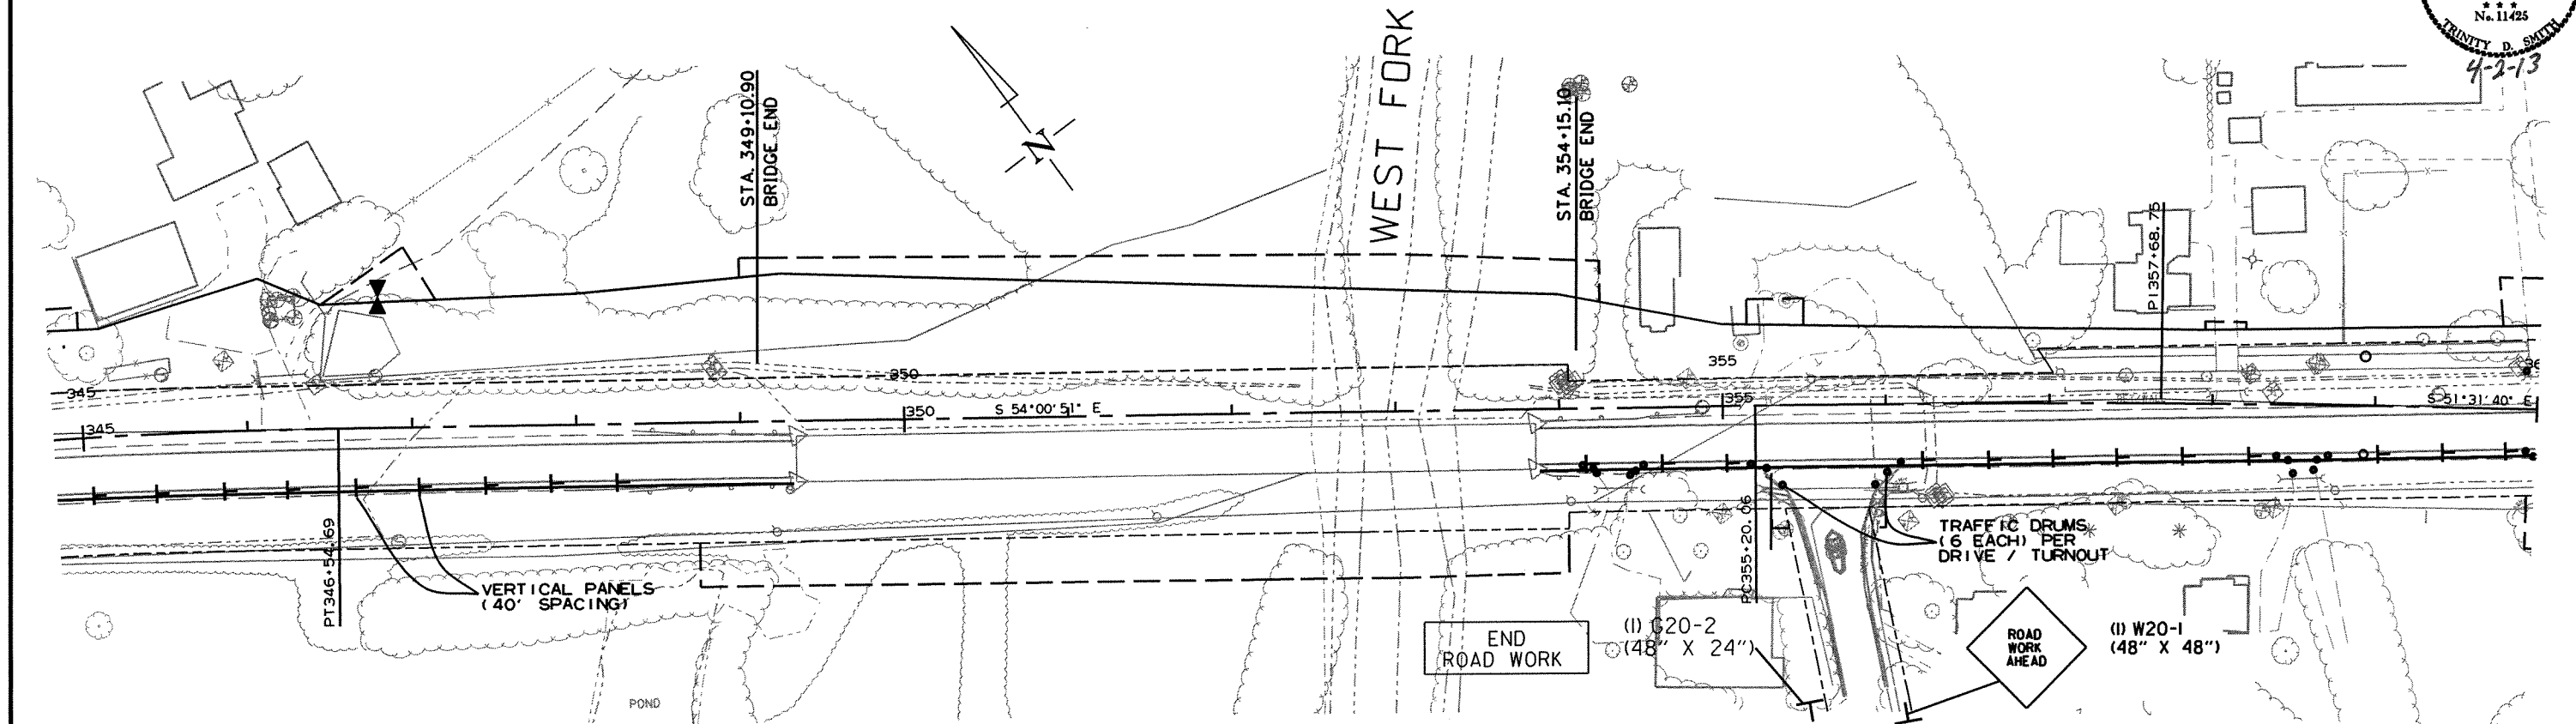 No. 11425
TRINITY D. SMITH
4-2-13
WEST FORK
STA. 349+10.90
BRIDGE END
N
STA. 354+15.10
BRIDGE END
PI357+68.75
345
350
355
345
350
S 54°00'51" E
355
S 51°31'40" E
PT346+54.69
VERTICAL PANELS
(40' SPACING)
PC355+20.06
TRAFFIC DRUMS
(6 EACH) PER
DRIVE / TURNOUT
END
ROAD WORK
(1) G20-2
(48" X 24")
ROAD
WORK
AHEAD
(1) W20-1
(48" X 48")
POND